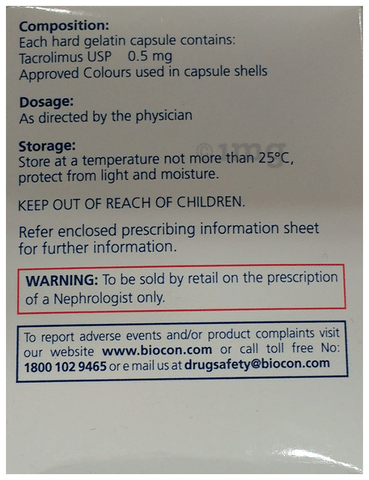 Composition:
Each hard gelatin capsule contains:
Tacrolimus USP 0.5 mg
Approved Colours used in capsule shells
Dosage:
As directed by the physician
Storage:
©1mg
Store at a temperature not more than 25°C,
protect from light and moisture.
KEEP OUT OF REACH OF CHILDREN.
Refer enclosed prescribing information sheet
for further information.
WARNING: To be sold by retail on the prescription
of a Nephrologist only.
To report adverse events and/or product complaints visit
our website www.biocon.com or call toll free No:
1800 102 9465 or e mail us at drugsafety@biocon.com